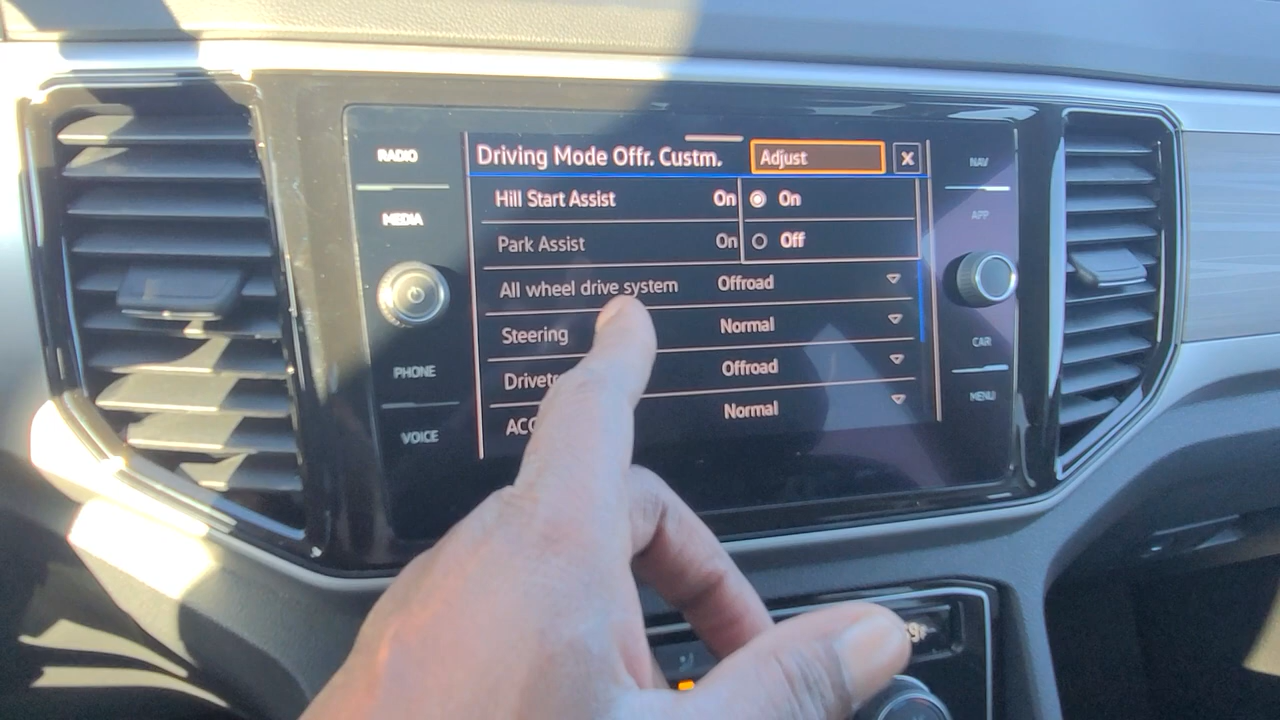 RADIO
MEDIA
PHONE
VOICE
Driving Mode Offr. Custm. Adjust X
Hill Start Assist On On
Park Assist On Off
All wheel drive system Offroad
Steering Normal
Offroad
Normal
NAV
APP
CAR
MENU